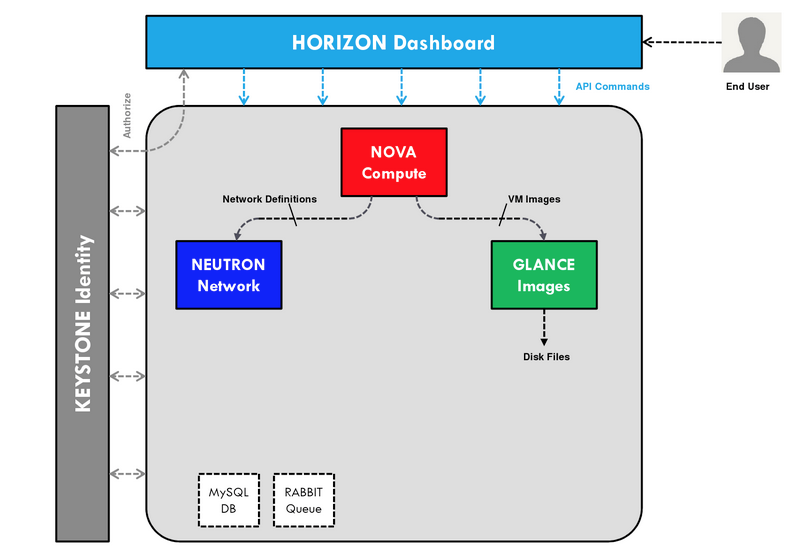 HORIZON Dashboard
API Commands
End User
Authorize
KEYSTONE Identity
NOVA
Compute
Network Definitions
VM Images
NEUTRON
Network
GLANCE
Images
Disk Files
MySQL
DB
RABBIT
Queue